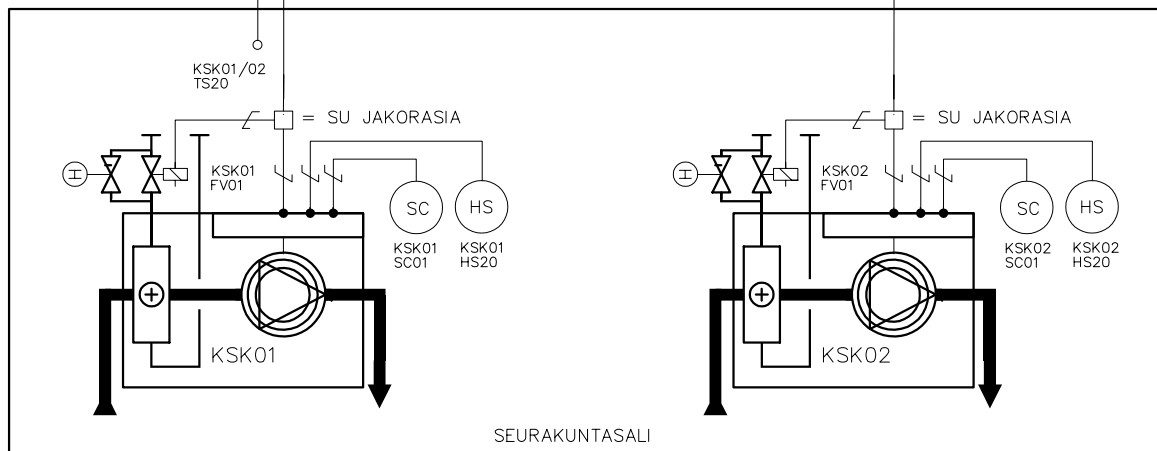 KSK01/02
TS20
= SU JAKORASIA
= SU JAKORASIA
H
KSK01
FV01
SC
HS
KSK01
SC01
KSK01
HS20
KSK01
H
KSK02
FV01
SC
HS
KSK02
SC01
KSK02
HS20
KSK02
SEURAKUNTASALI